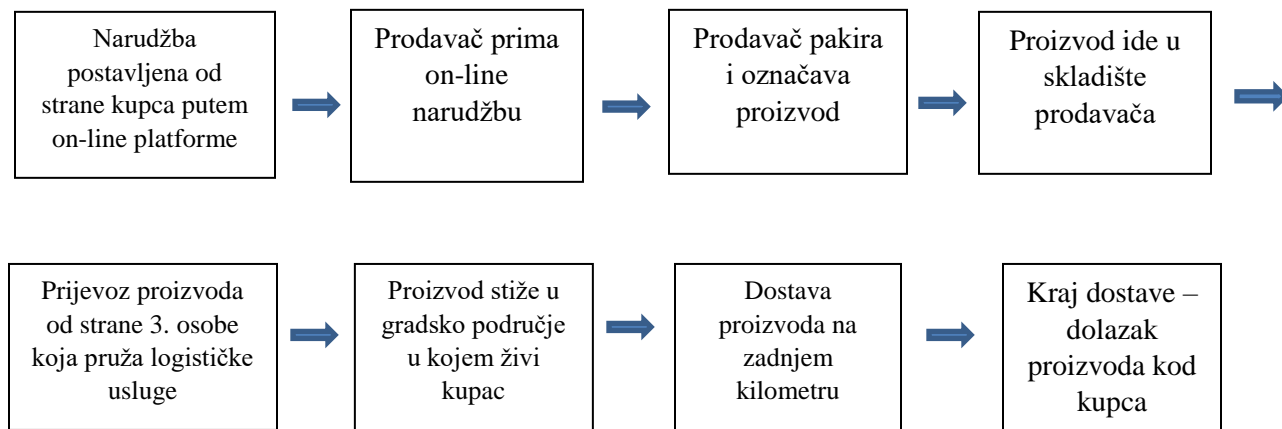 Narudžba
postavljena od
strane kupca putem
on-line platforme
Prodavač prima
on-line
narudžbu
Prodavač pakira
i označava
proizvod
Proizvod ide u
skladište
prodavača
Prijevoz proizvoda
od strane 3. osobe
koja pruža logističke
usluge
Proizvod stiže u
gradsko područje
u kojem živi
kupac
Dostava
proizvoda na
zadnjem
kilometru
Kraj dostave –
dolazak
proizvoda kod
kupca